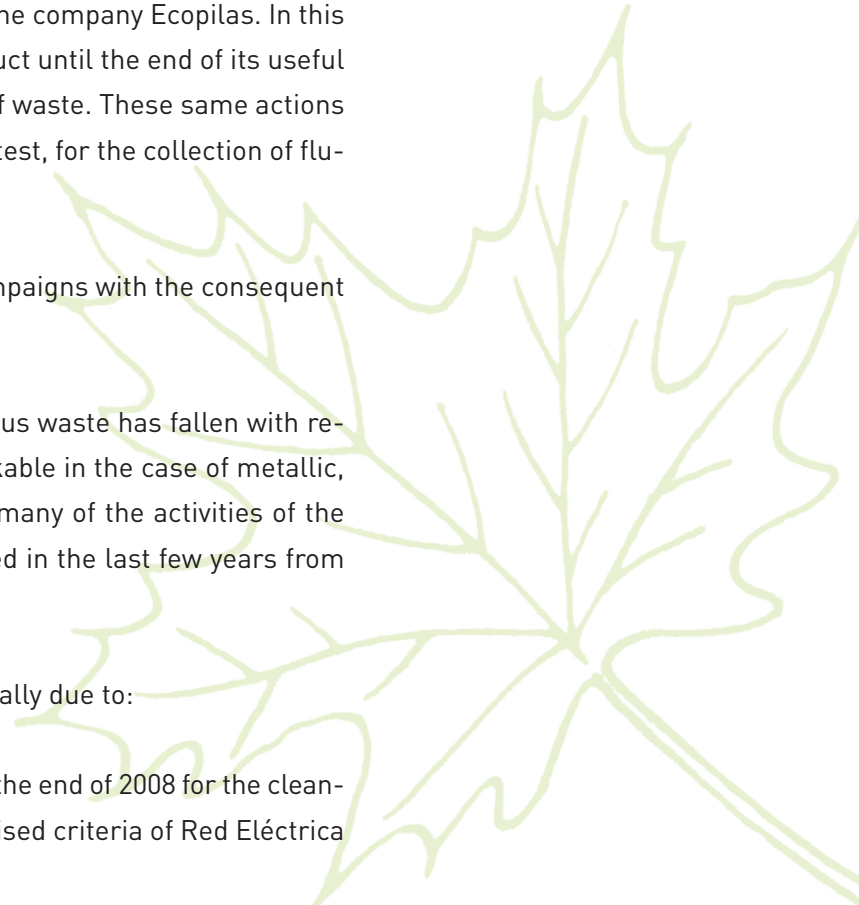 ne company Ecopilas. In this
uct until the end of its useful
f waste. These same actions
test, for the collection of flu-
mpaigns with the consequent
us waste has fallen with re-
kable in the case of metallic,
many of the activities of the
ed in the last few years from
ally due to:
the end of 2008 for the clean-
ised criteria of Red Eléctrica